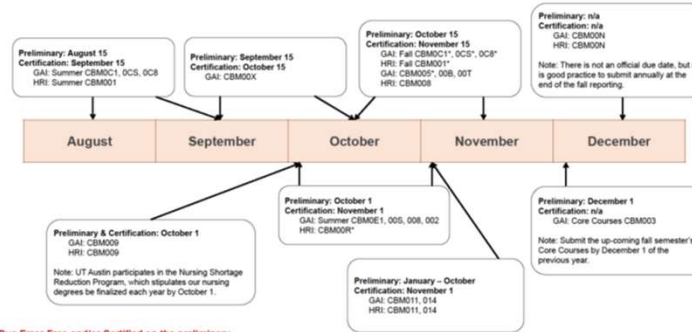 Preliminary: August 15
Certification: September 15
GAI: Summer CBM0C1, 0CS, 0C8
HRI: Summer CBM001
Preliminary: September 15
Certification: October 15
GAI: CBM00X
Preliminary: October 15
Certification: November 15
GAI: Fall CBM0C1*, 0CS*, 0C8*
HRI: Fall CBM001*
GAI: CBM005*, 00B, 00T
HRI: CBM008
Preliminary: n/a
Certification: n/a
GAI: CBM00N
HRI: CBM00N
Note: There is not an official due date, but
is good practice to submit annually at the
end of the fall reporting.
August
September
October
November
December
Preliminary & Certification: October 1
GAI: CBM009
HRI: CBM009
Note: UT Austin participates in the Nursing Shortage
Reduction Program, which stipulates our nursing
degrees be finalized each year by October 1.
Preliminary: October 1
Certification: November 1
GAI: Summer CBM0E1, 00S, 008, 002
HRI: CBM00R*
Preliminary: January – October
Certification: November 1
GAI: CBM011, 014
HRI: CBM011, 014
Preliminary: December 1
Certification: n/a
GAI: Core Courses CBM003
Note: Submit the up-coming fall semester's
Core Courses by December 1 of the
previous year.